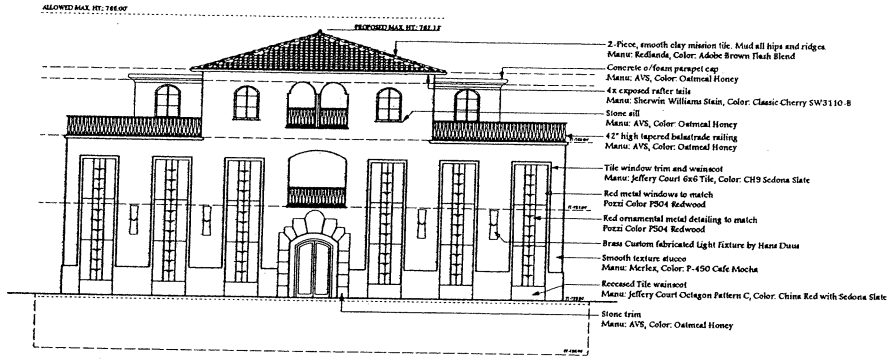 ALLOWED MAX. HT.: 788.00'
PROPOSED MAX. HT.: 782.15'
2-Piece, smooth clay mission tile. Mud all hips and ridges
Manu: Redlands, Color: Adobe Brown Flash Blend
Concrete o/foam parapet cap
Manu: AVS, Color: Oatmeal Honey
4x exposed rafter tails
Manu: Sherwin Williams Stain, Color: Classic Cherry SW3110-B
Stone sill
Manu: AVS, Color: Oatmeal Honey
42" high tapered balastrade railing
Manu: AVS, Color: Oatmeal Honey
Tile window trim and wainscot
Manu: Jeffery Court 6x6 Tile, Color: CH9 Sedona Slate
Red metal windows to match
Pozzi Color P504 Redwood
Red ornamental metal detailing to match
Pozzi Color P504 Redwood
Brass Custom fabricated Light fixture by Hans Duus
Smooth texture stucco
Manu: Merlex, Color: P-450 Cafe Mocha
Recessed Tile wainscot
Manu: Jeffery Court Octagon Pattern C, Color: China Red with Sedona Slate
Stone trim
Manu: AVS, Color: Oatmeal Honey